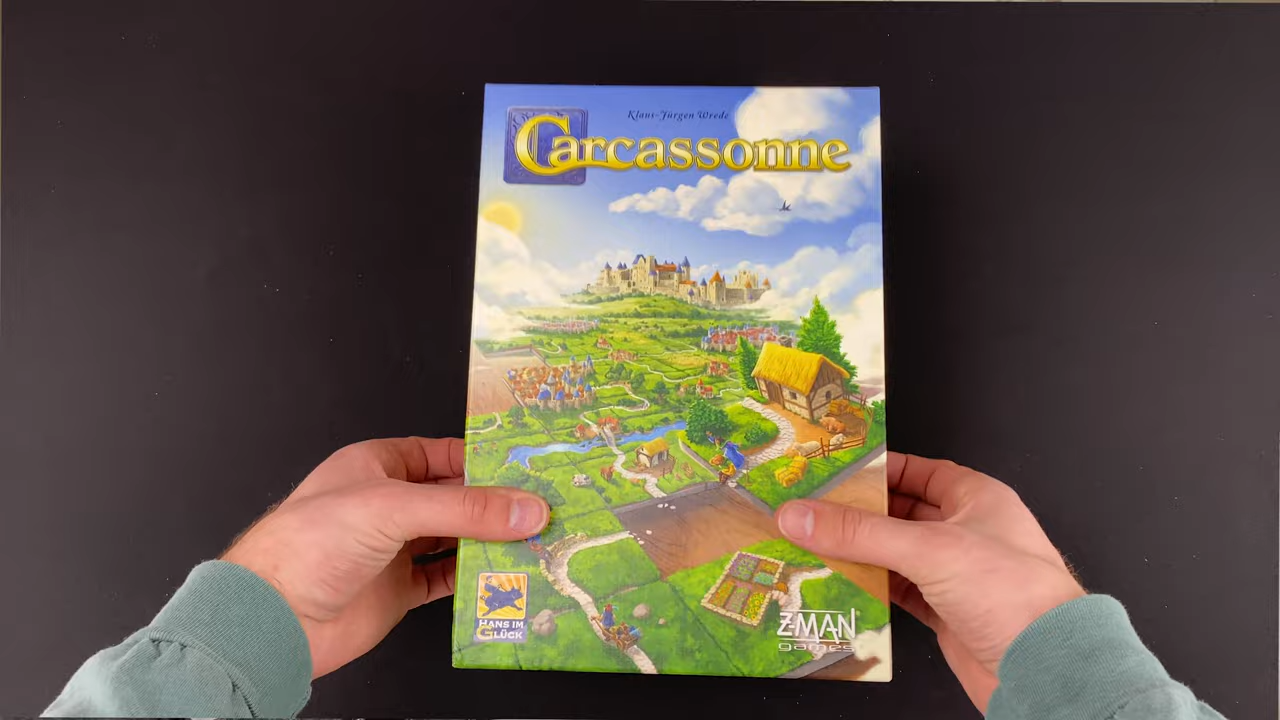 Klaus-Jürgen Wrede
Carcassonne
HANS IM
GLÜCK
Z-MAN
games